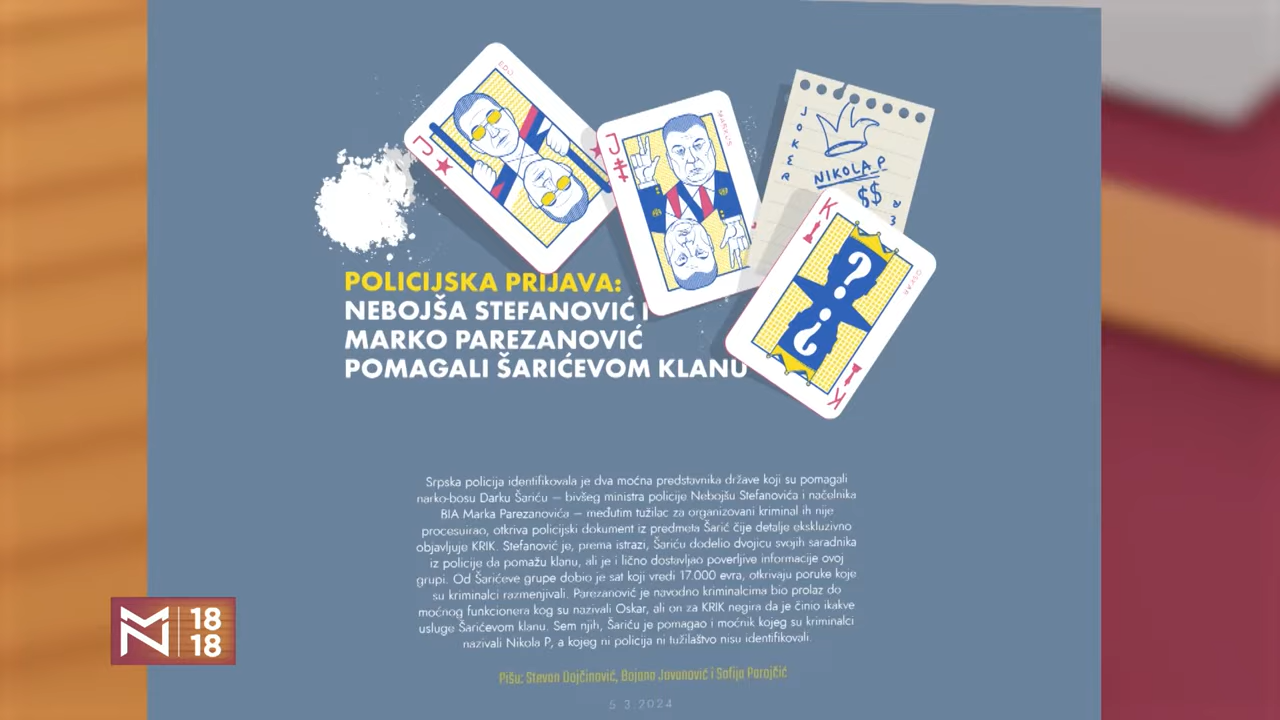 EDO
J
J
MARKUS
JOKER
NIKOLA P.
$$
K
OSKAR
? ?
K
POLICIJSKA PRIJAVA:
NEBOJŠA STEFANOVIĆ I
MARKO PAREZANOVIĆ
POMAGALI ŠARIĆEVOM KLANU
Srpska policija identifikovala je dva moćna predstavnika države koji su pomagali
narko-bosu Darku Šariću – bivšeg ministra policije Nebojšu Stefanovića i načelnika
BIA Marka Parezanovića – međutim tužilac za organizovani kriminal ih nije
procesuirao, otkriva policijski dokument iz predmeta Šarić čije detalje ekskluzivno
objavljuje KRIK. Stefanović je, prema istrazi, Šariću dodelio dvojicu svojih saradnika
iz policije da pomažu klanu, ali je i lično dostavljao poverljive informacije ovoj
grupi. Od Šarićeve grupe dobio je sat koji vredi 17.000 evra, otkrivaju poruke koje
su kriminalci razmenjivali. Parezanović je navodno kriminalcima bio prolaz do
moćnog funkcionera kog su nazivali Oskar, ali on za KRIK negira da je činio ikakve
usluge Šarićevom klanu. Sem njih, Šariću je pomagao i moćnik kojeg su kriminalci
nazivali Nikola P, a kojeg ni policija ni tužilaštvo nisu identifikovali.
Pišu: Stevan Dojčinović, Bojana Jovanović i Sofija Parojčić
5.3.2024
18
18